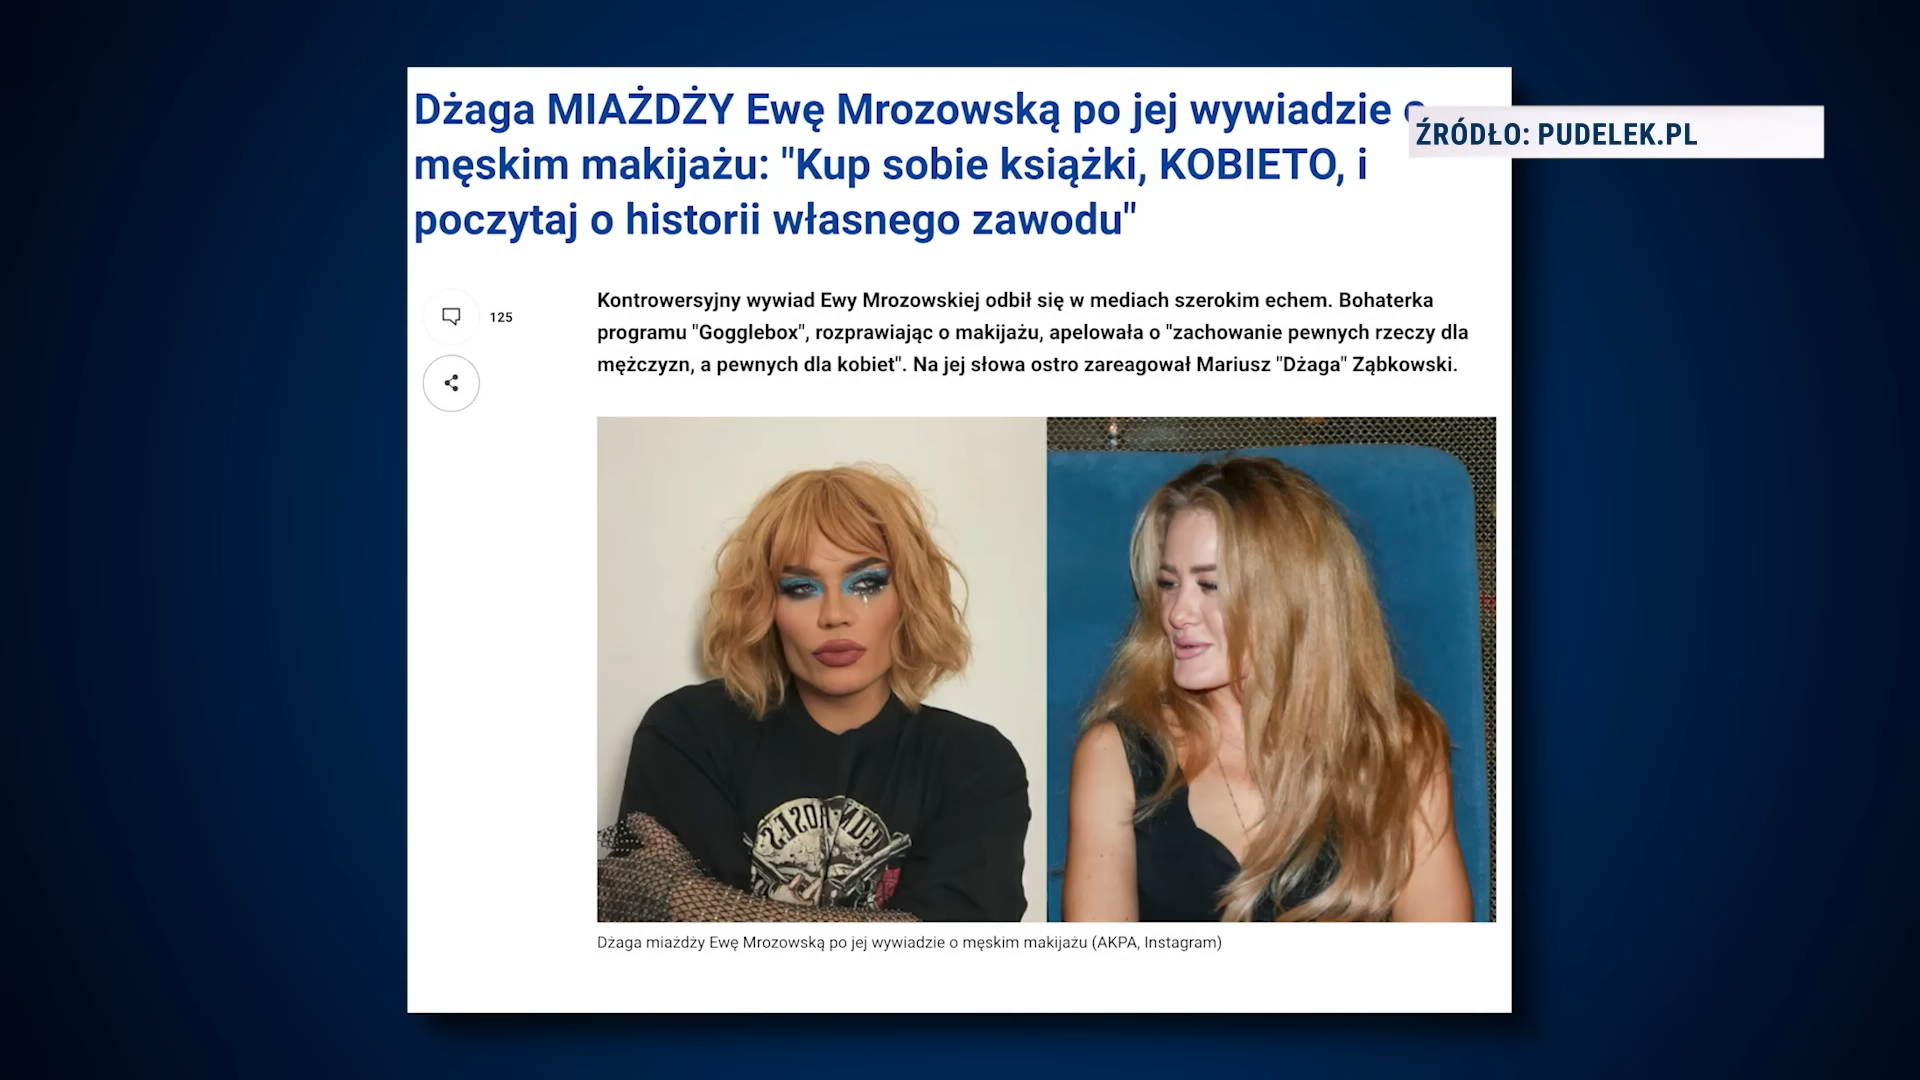 Dżaga MIAŻDŻY Ewę Mrozowską po jej wywiadzie o
ŹRÓDŁO: PUDELEK.PL
męskim makijażu: "Kup sobie książki, KOBIETO, i
poczytaj o historii własnego zawodu"
125
Kontrowersyjny wywiad Ewy Mrozowskiej odbił się w mediach szerokim echem. Bohaterka
programu "Gogglebox", rozprawiając o makijażu, apelowała o "zachowanie pewnych rzeczy dla
mężczyzn, a pewnych dla kobiet". Na jej słowa ostro zareagował Mariusz "Dżaga" Ząbkowski.
Dżaga miażdży Ewę Mrozowską po jej wywiadzie o męskim makijażu (AKPA, Instagram)